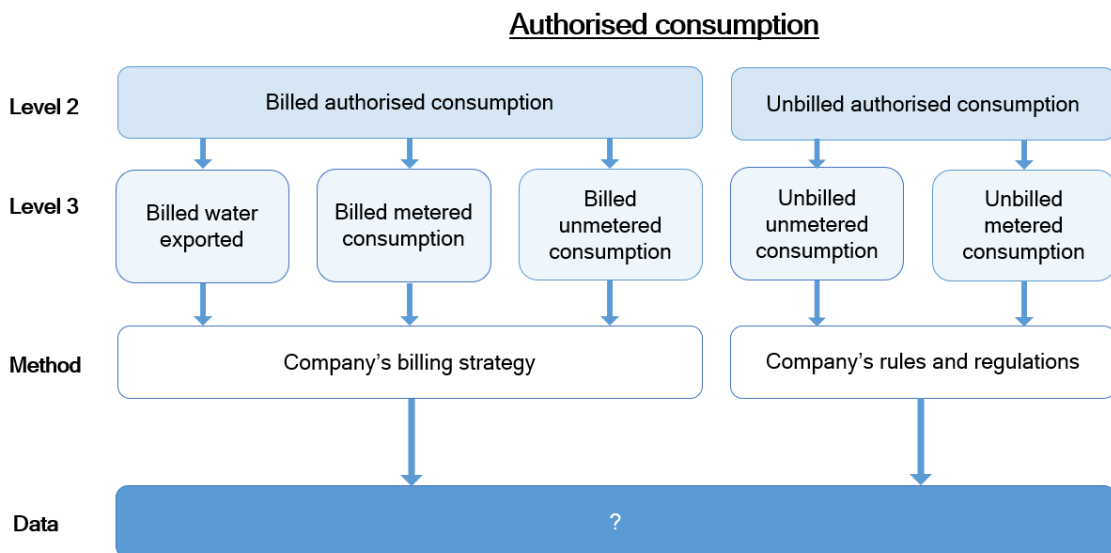 Authorised consumption
Level 2
Billed authorised consumption
Unbilled authorised consumption
Level 3
Billed water
exported
Billed metered
consumption
Billed
unmetered
consumption
Unbilled
unmetered
consumption
Unbilled
metered
consumption
Method
Company’s billing strategy
Company’s rules and regulations
Data
?